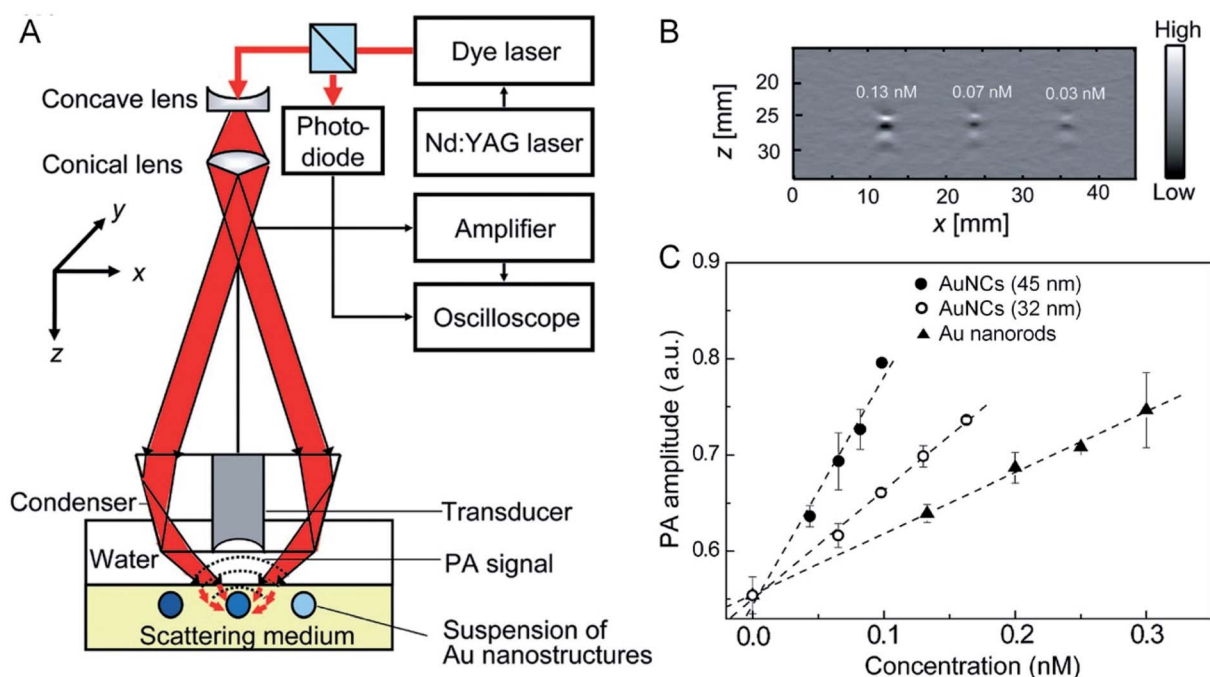 A
Dye laser
Concave lens
Photo-
diode
Nd:YAG laser
Conical lens
Amplifier
y
x
z
Oscilloscope
Condenser
Transducer
Water
PA signal
Scattering medium
Suspension of
Au nanostructures
B
High
Low
0.13 nM
0.07 nM
0.03 nM
z [mm]
20
25
30
0
10
20
30
40
x [mm]
C
AuNCs (45 nm)
AuNCs (32 nm)
Au nanorods
PA amplitude (a.u.)
0.9
0.8
0.7
0.6
0.0
0.1
0.2
0.3
Concentration (nM)